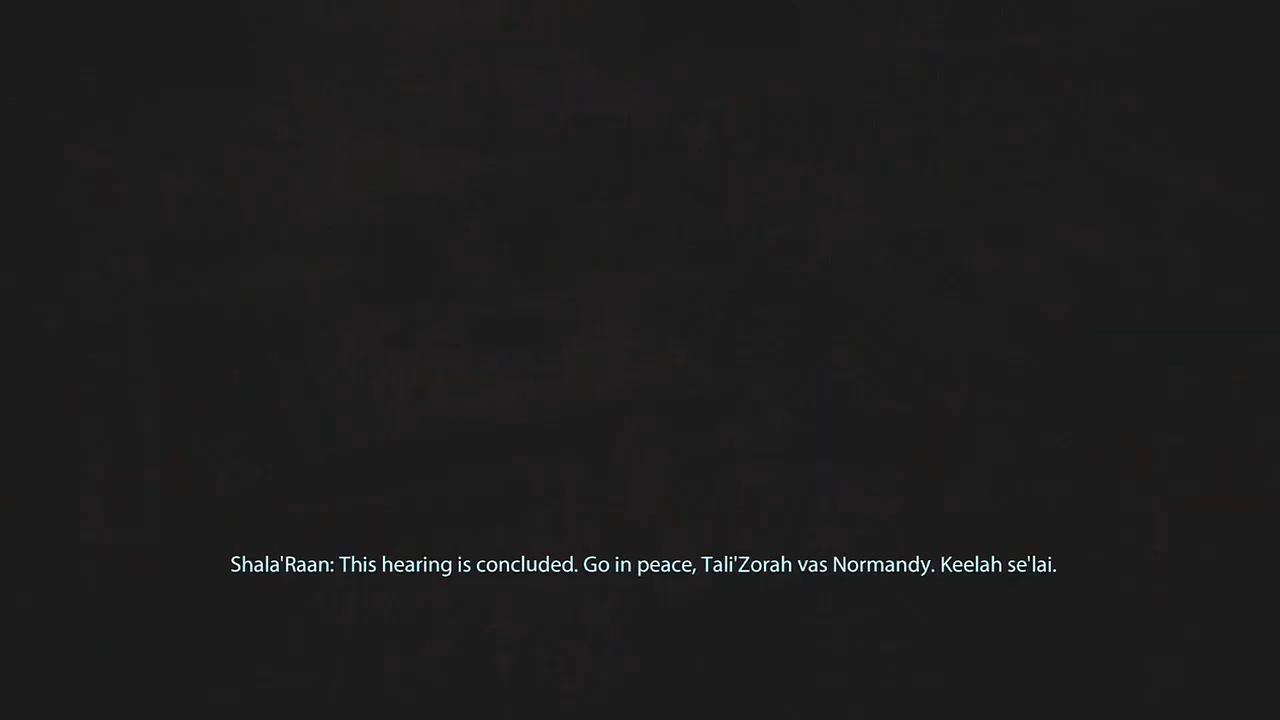 Shala'Raan: This hearing is concluded. Go in peace, Tali'Zorah vas Normandy. Keelah se'lai.